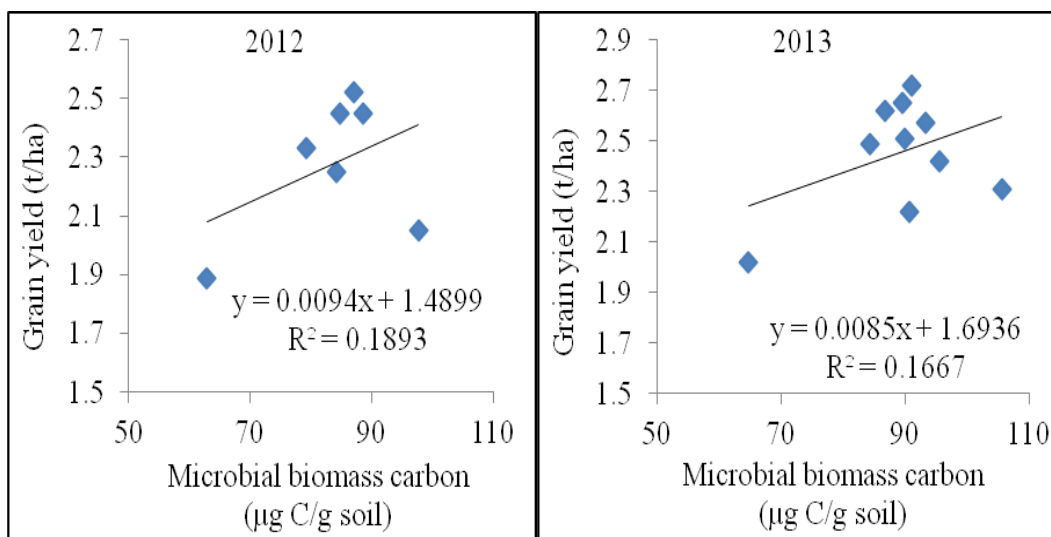 2012
2.7
2.5
2.3
2.1
1.9
1.7
1.5
Grain yield (t/ha)
y = 0.0094x + 1.4899
R² = 0.1893
50 70 90 110
Microbial biomass carbon
(µg C/g soil)
2013
2.9
2.7
2.5
2.3
2.1
1.9
1.7
1.5
Grain yield (t/ha)
y = 0.0085x + 1.6936
R² = 0.1667
50 70 90 110
Microbial biomass carbon
(µg C/g soil)